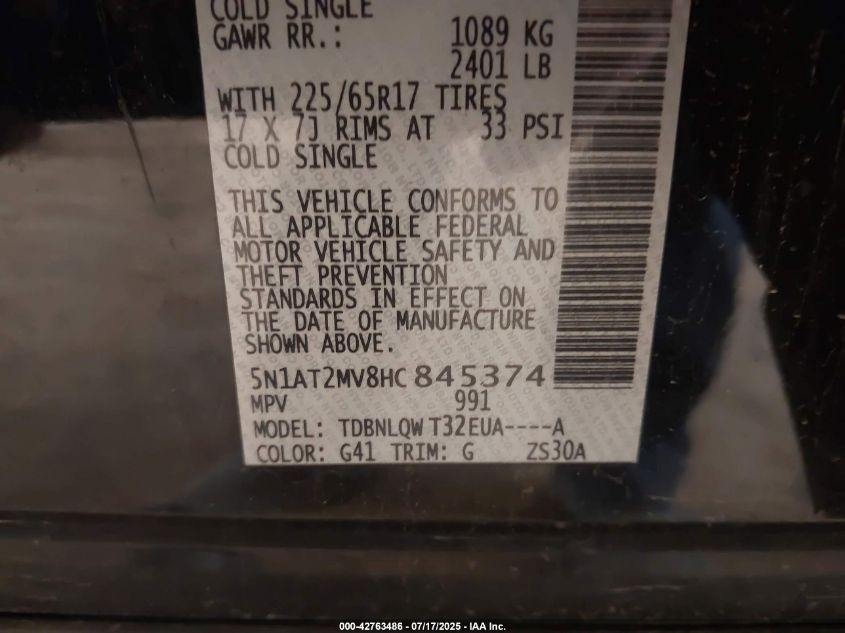 COLD SINGLE
GAWR RR.: 1089 KG
2401 LB
WITH 225/65R17 TIRES
17 X 7J RIMS AT 33 PSI
COLD SINGLE
THIS VEHICLE CONFORMS TO
ALL APPLICABLE FEDERAL
MOTOR VEHICLE SAFETY AND
THEFT PREVENTION
STANDARDS IN EFFECT ON
THE DATE OF MANUFACTURE
SHOWN ABOVE.
5N1AT2MV8HC845374
MPV 991
MODEL: TDBNLQW T32EUA----A
COLOR: G41 TRIM: G ZS30A
000-42763486 - 07/17/2025 - IAA Inc.